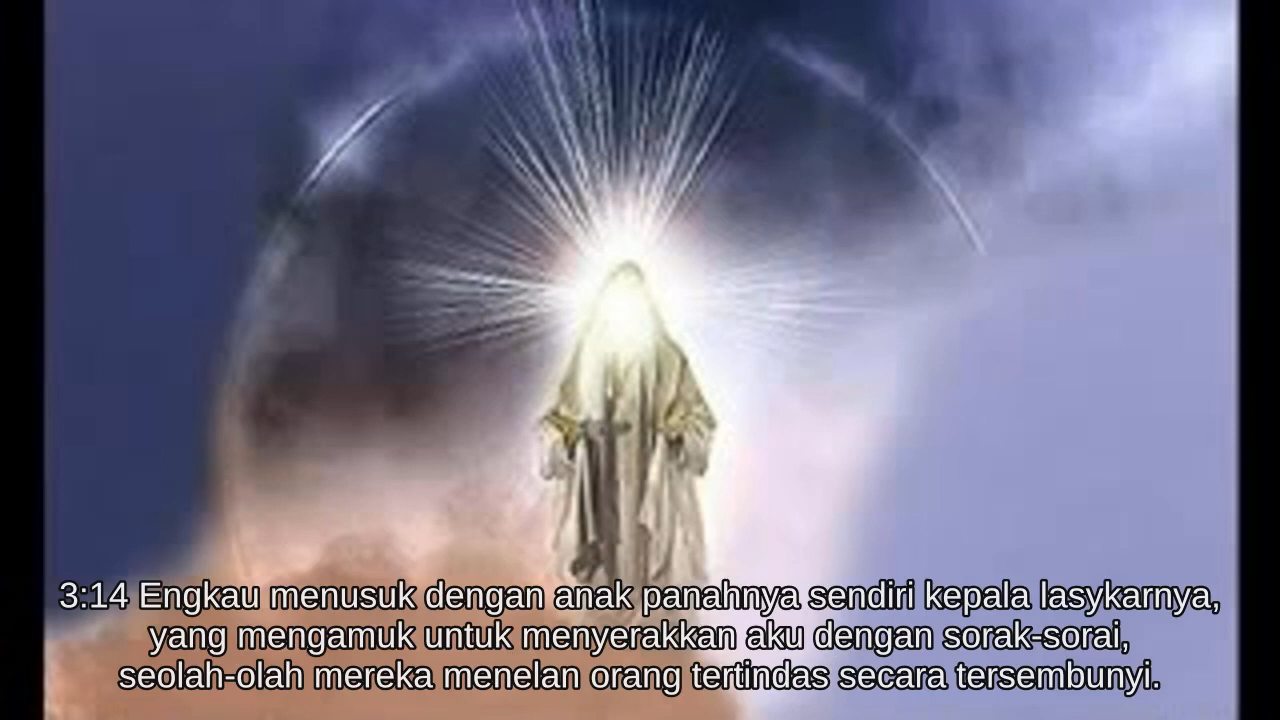 3:14 Engkau menusuk dengan anak panahnya sendiri kepala lasykarnya,
yang mengamuk untuk menyerakkan aku dengan sorak-sorai,
seolah-olah mereka menelan orang tertindas secara tersembunyi.